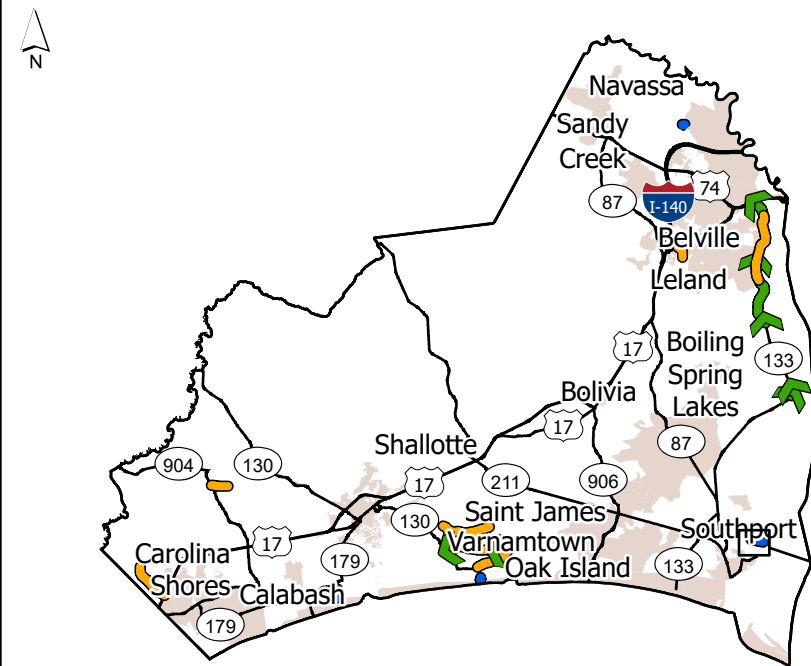 N
Navassa
Sandy
Creek
74
87
I-140
Belville
Leland
17
Boiling
Spring
Lakes
133
Bolivia
17
87
Shallotte
904
130
17
211
906
130
Saint James
Southport
17
Varnamtown
Carolina
Shores
179
Oak Island
133
Calabash
179